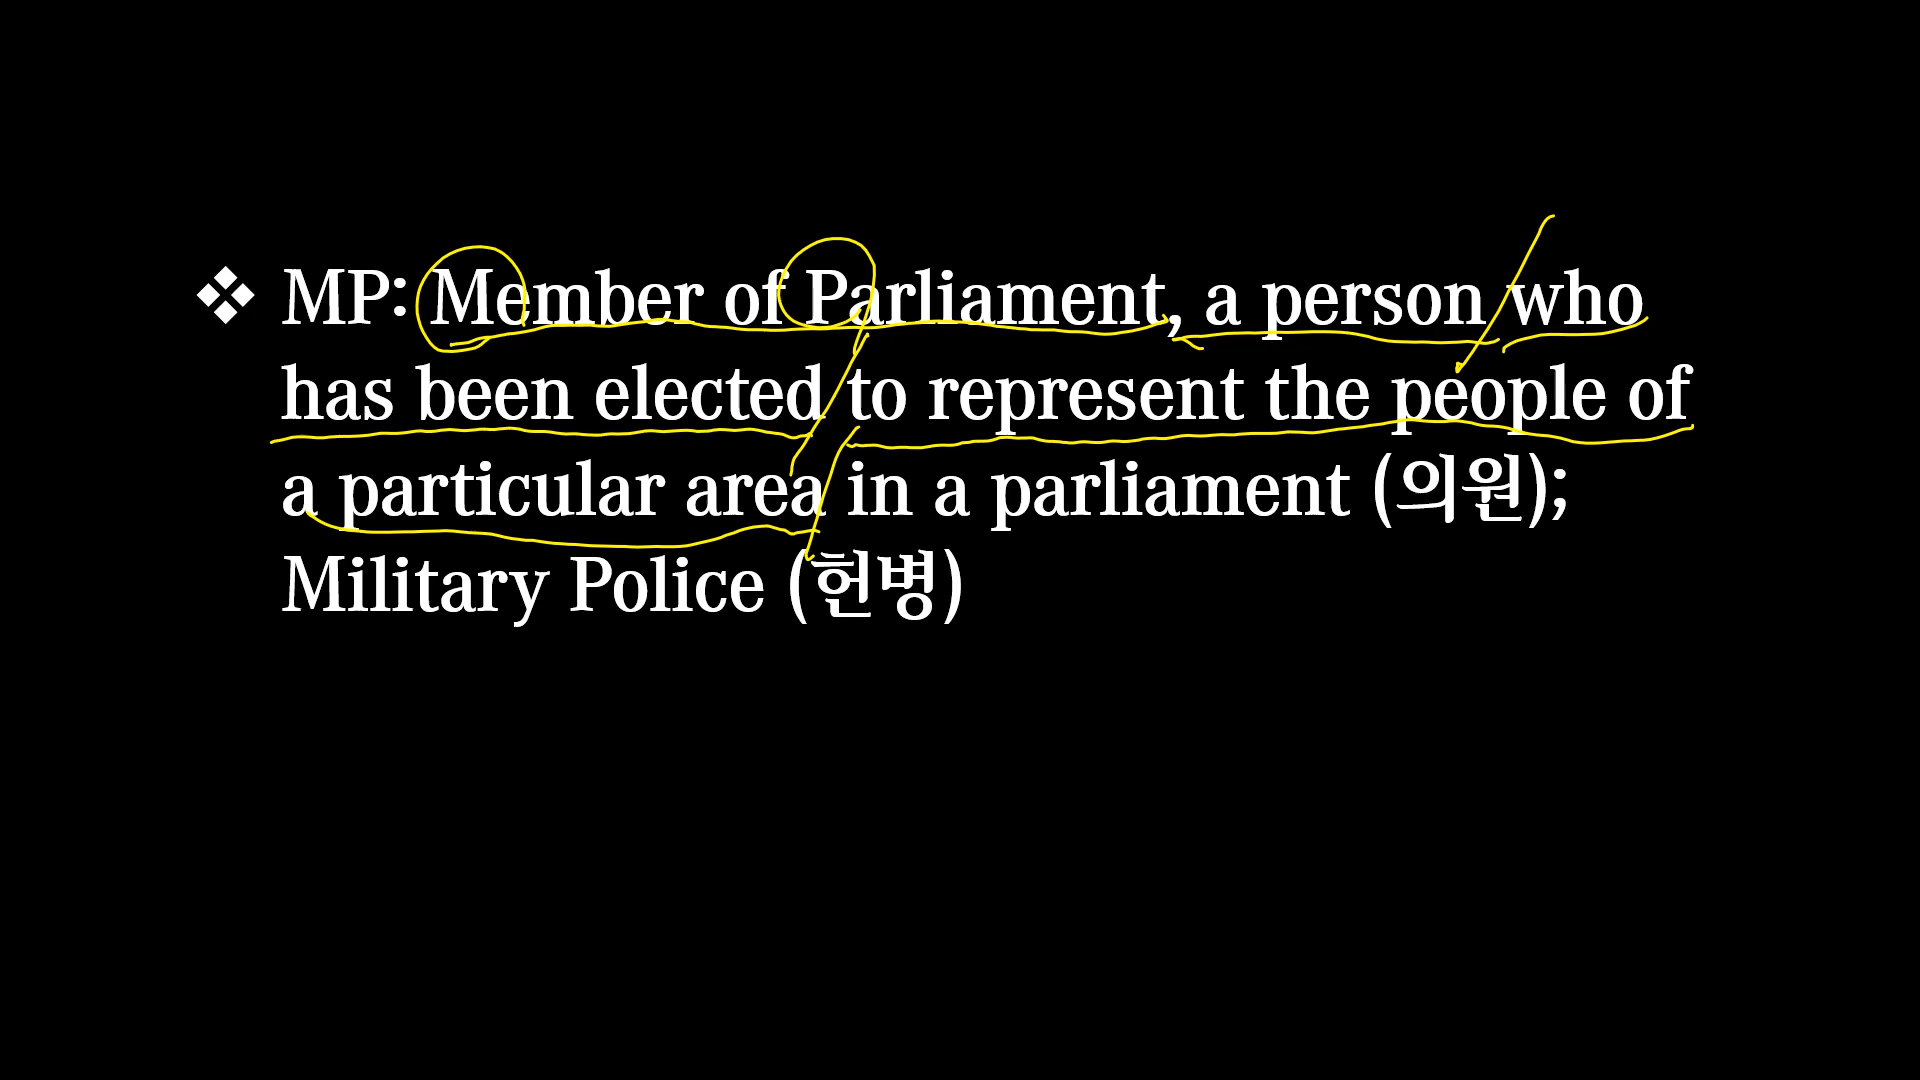 ❖ MP: Member of Parliament, a person who
has been elected to represent the people of
a particular area in a parliament (의원);
Military Police (헌병)